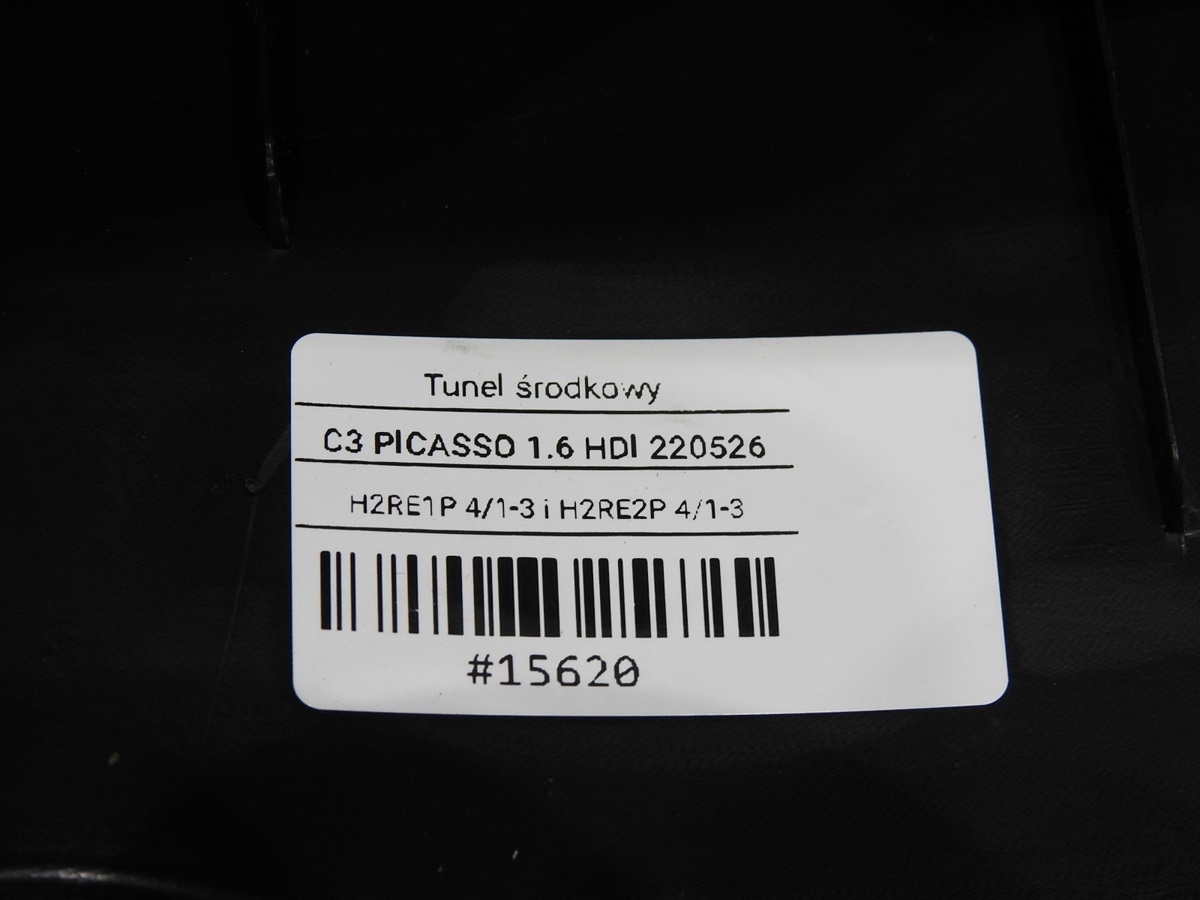 Tunel środkowy
C3 PICASSO 1.6 HDI 220526
H2RE1P 4/1-3 i H2RE2P 4/1-3
#15620